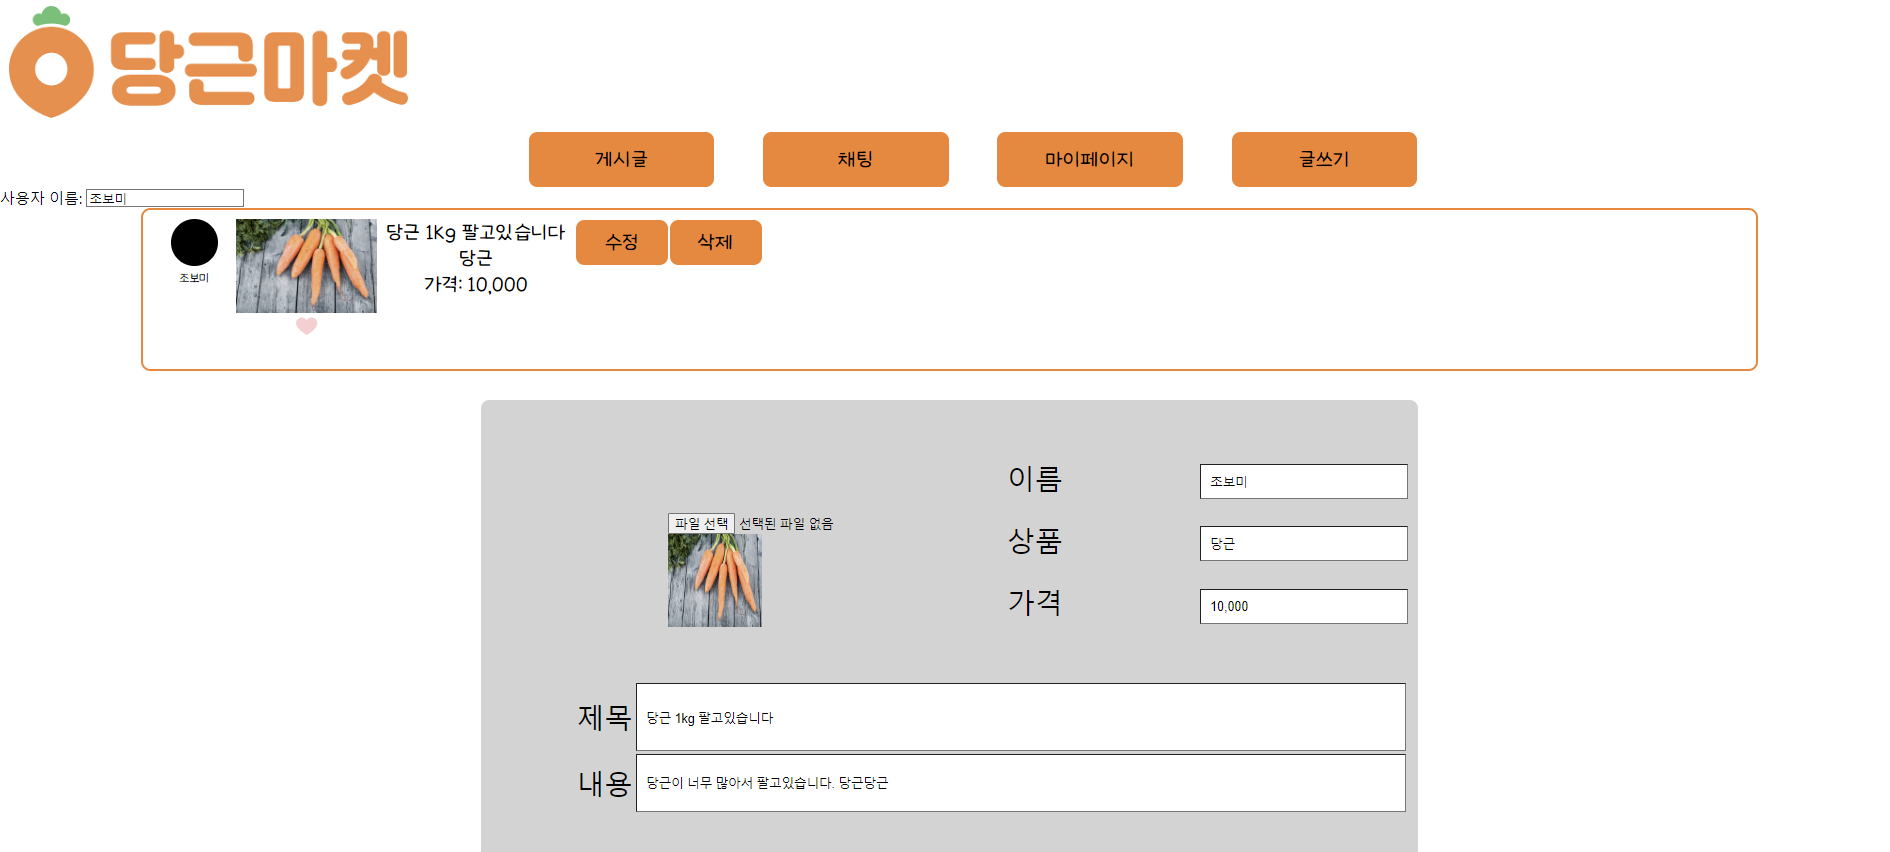 당근마켓
게시글 채팅 마이페이지 글쓰기
사용자 이름: 조보미
조보미
당근 1kg 팔고있습니다
당근
가격: 10,000
수정 삭제
이름 조보미
파일 선택 선택된 파일 없음
상품 당근
가격 10,000
제목 당근 1kg 팔고있습니다
내용 당근이 너무 많아서 팔고있습니다. 당근당근